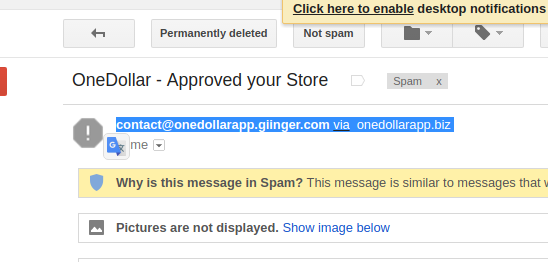 Click here to enable desktop notifications
Permanently deleted Not spam
OneDollar - Approved your Store Spam x
contact@onedollarapp.giinger.com via onedollarapp.biz
me
Why is this message in Spam? This message is similar to messages that
Pictures are not displayed. Show image below